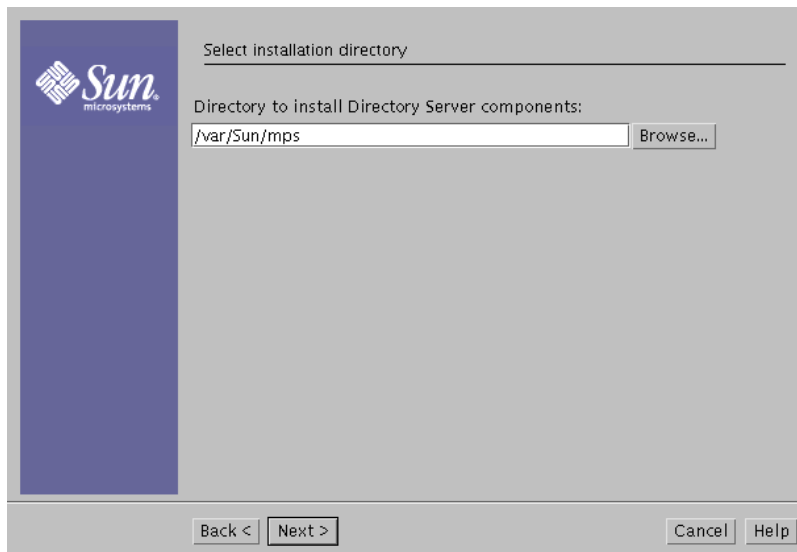 Sun.
microsystems
Select installation directory
Directory to install Directory Server components:
/var/Sun/mps
Browse...
Back <
Next >
Cancel
Help